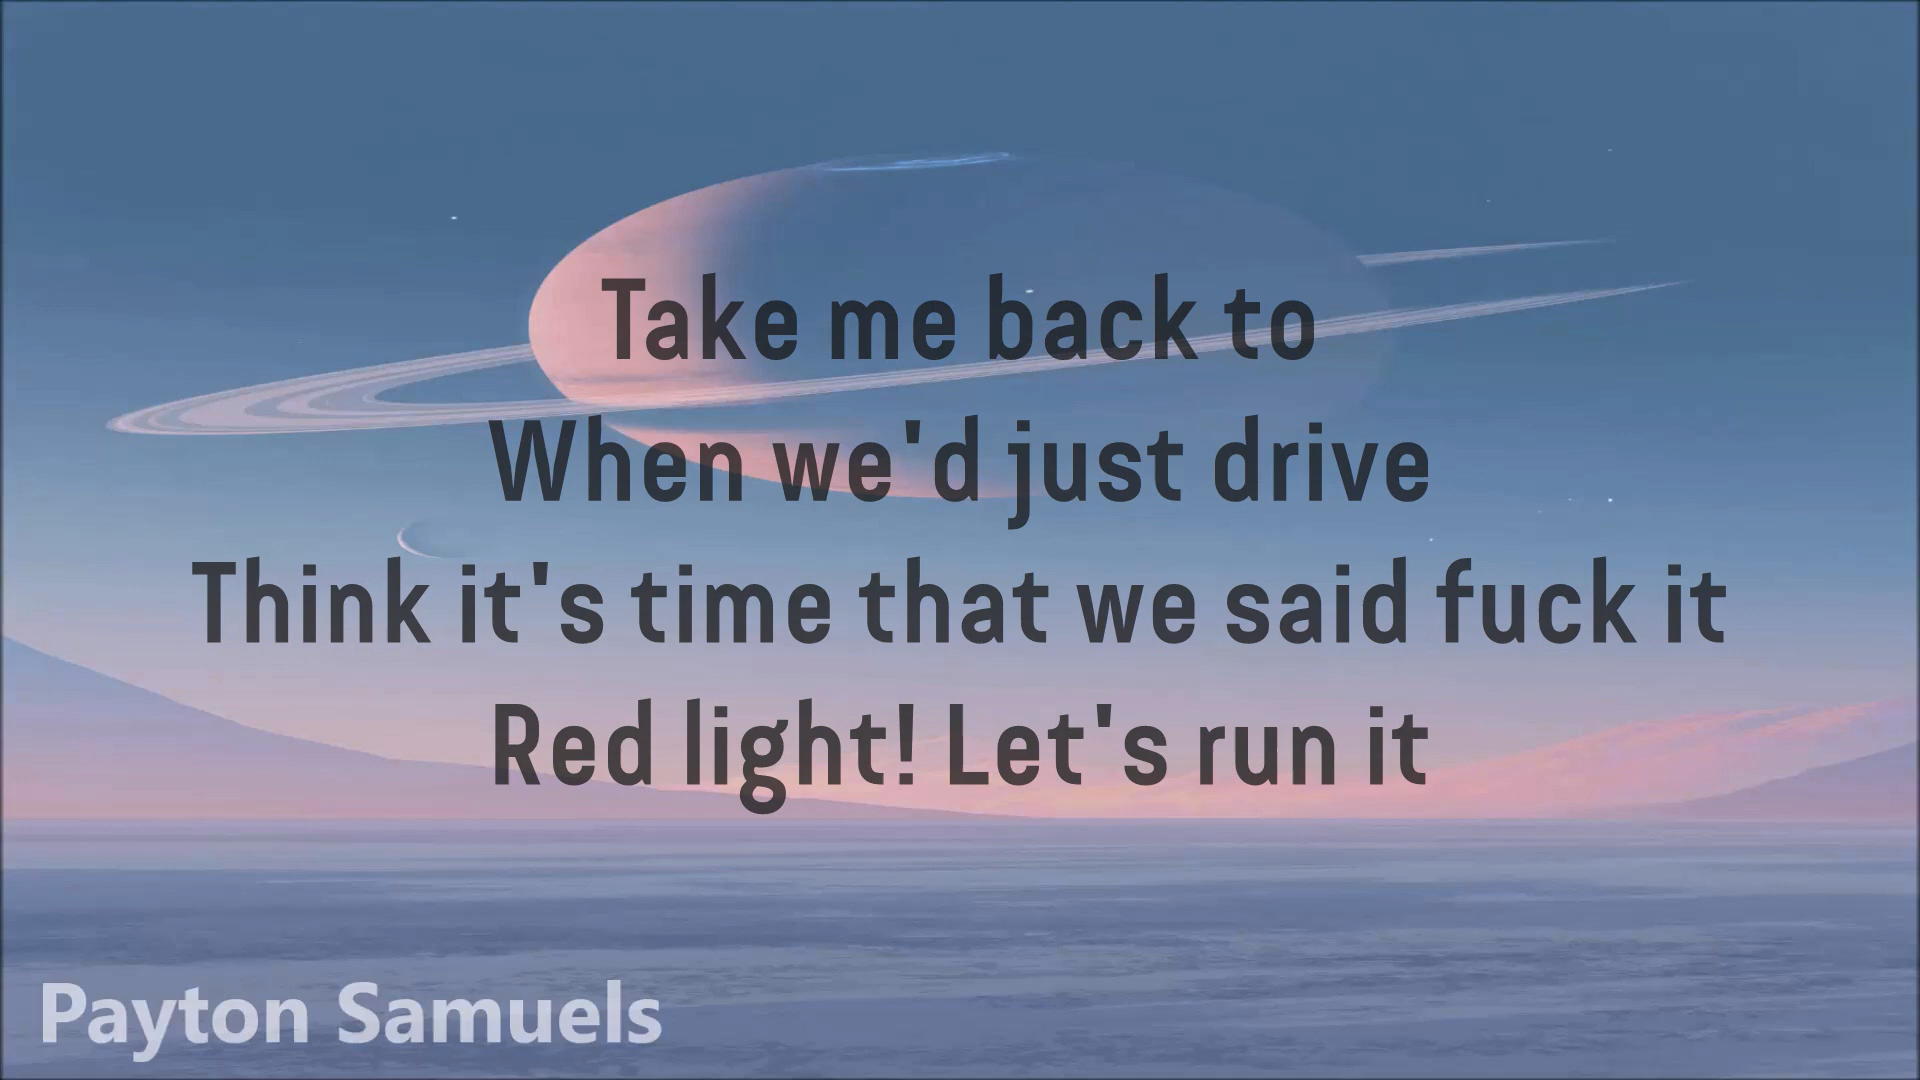 Take me back to
When we'd just drive
Think it's time that we said fuck it
Red light! Let's run it
Payton Samuels